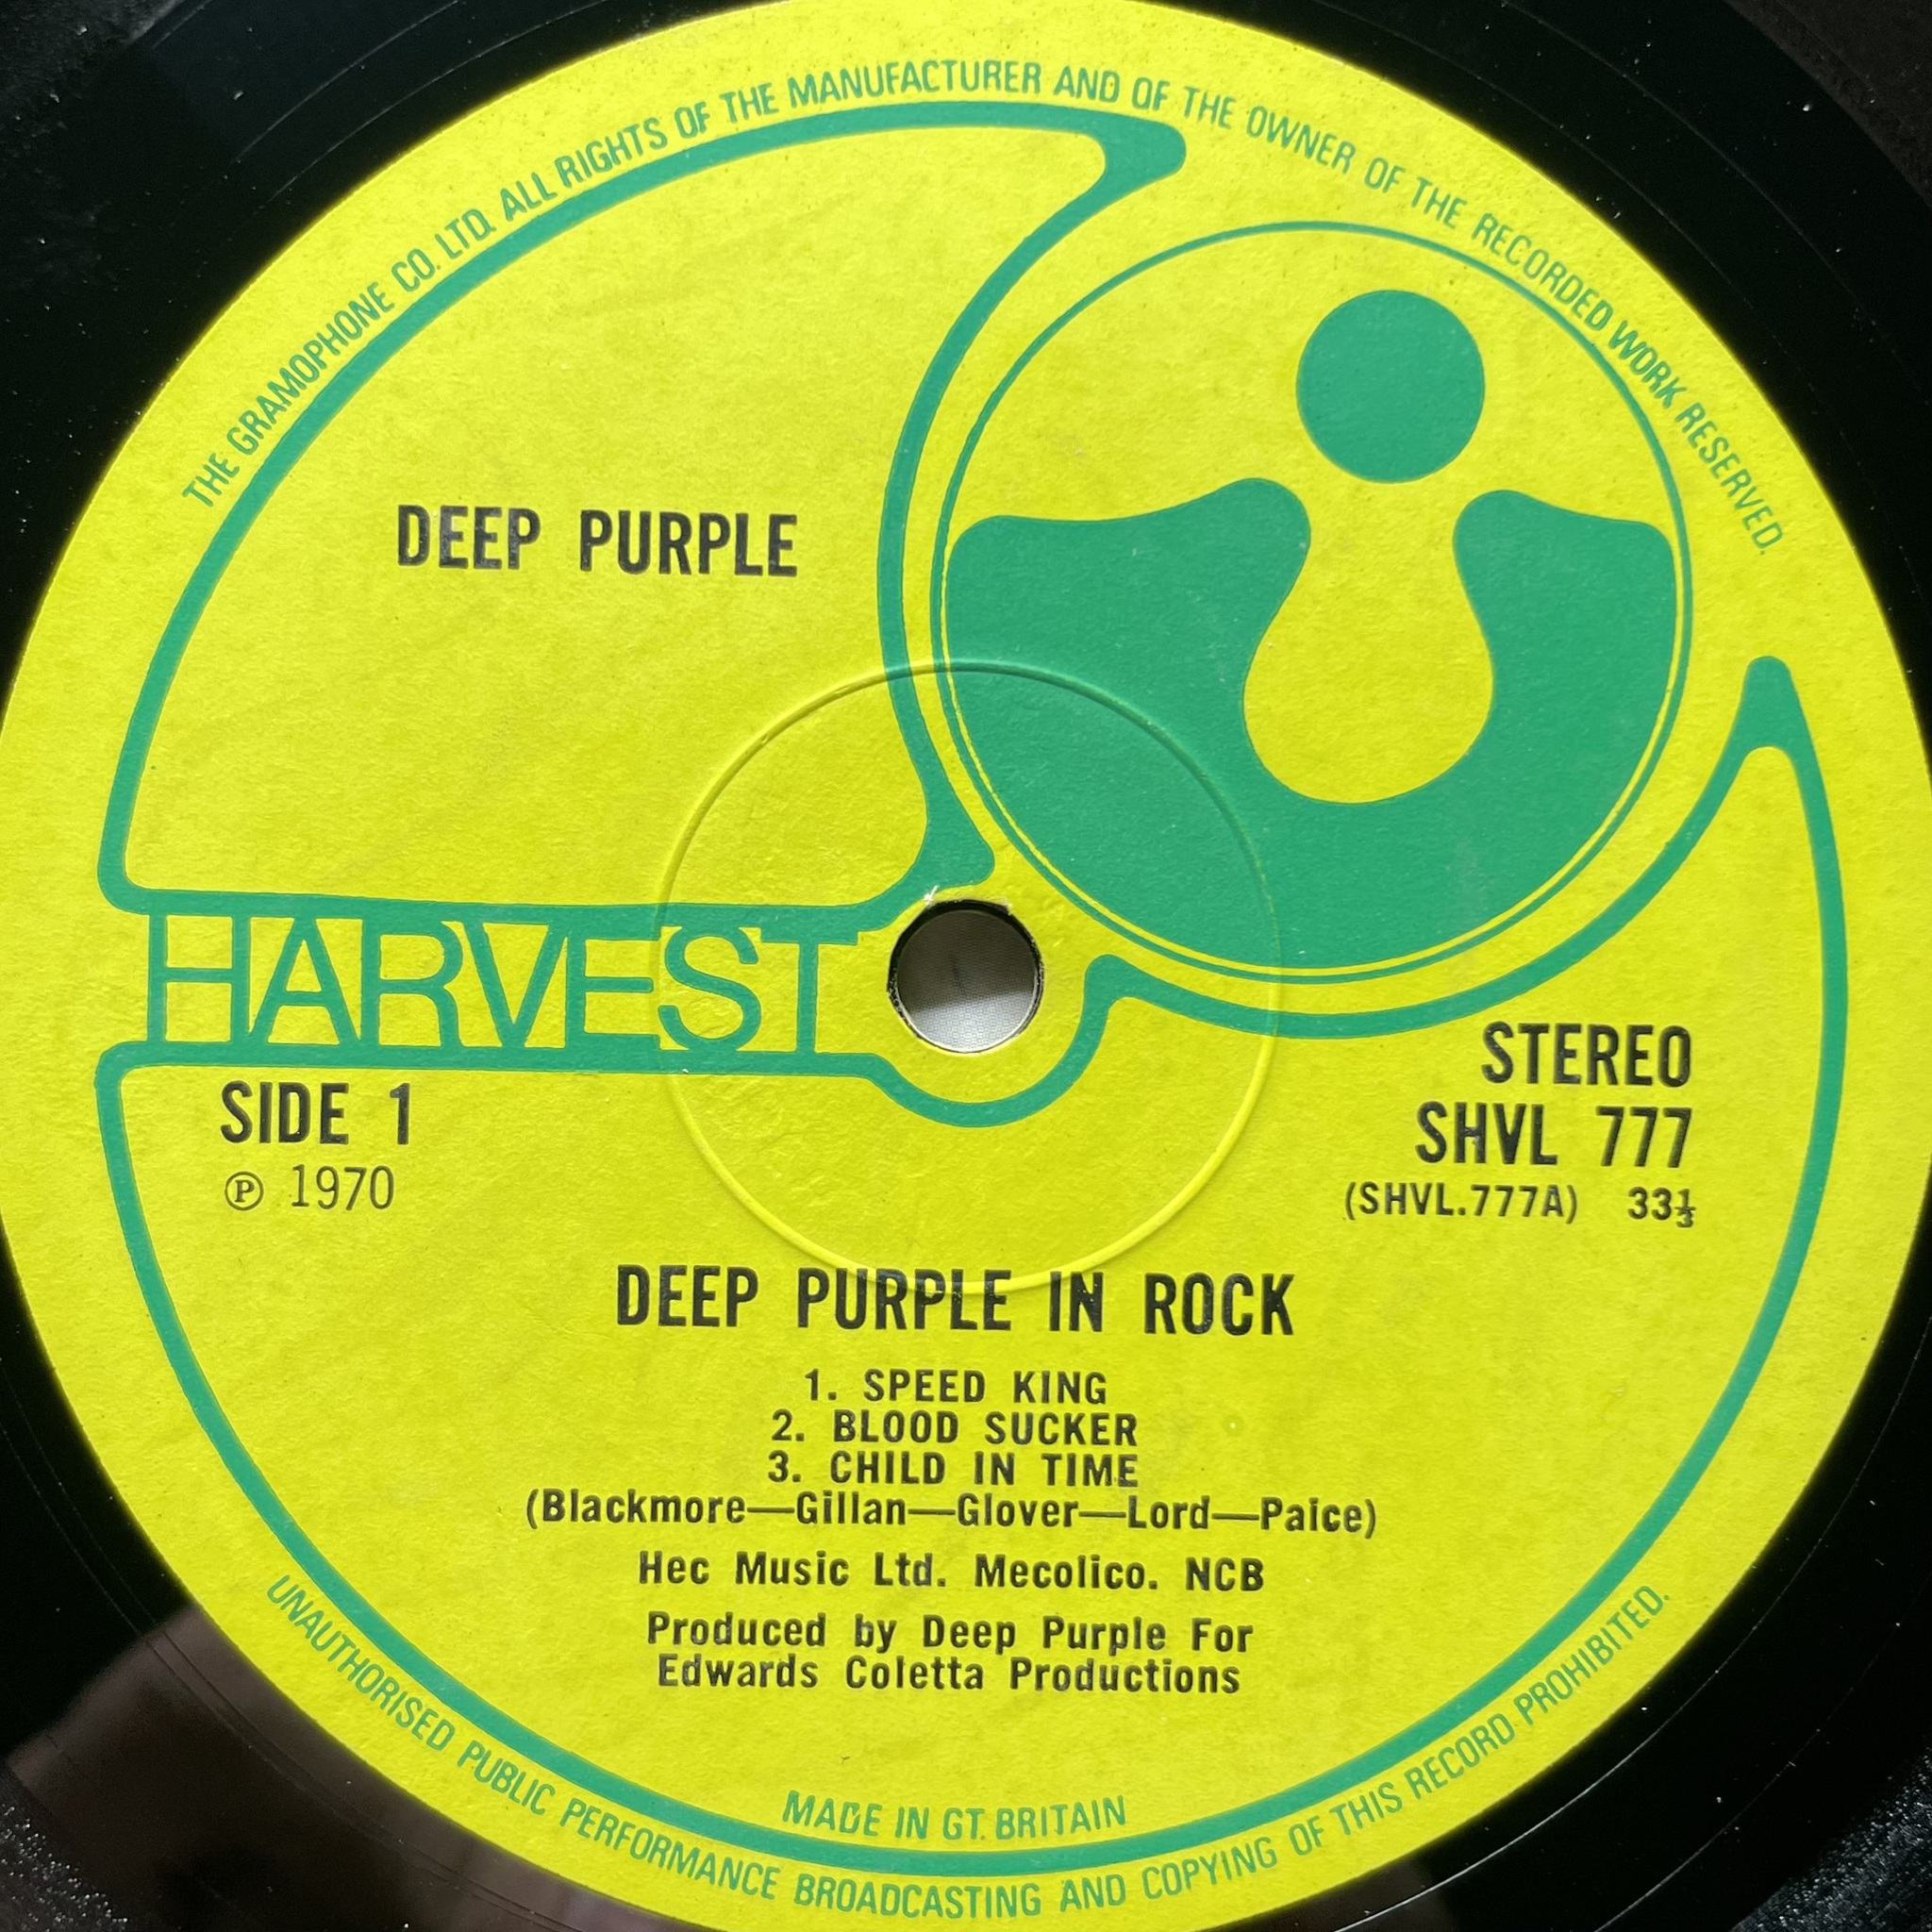 THE GRAMOPHONE CO. LTD. ALL RIGHTS OF THE MANUFACTURER AND OF THE OWNER OF THE RECORDED WORK RESERVED.
DEEP PURPLE
HARVEST
SIDE 1
℗ 1970
STEREO
SHVL 777
(SHVL.777A) 33⅓
DEEP PURPLE IN ROCK
1. SPEED KING
2. BLOOD SUCKER
3. CHILD IN TIME
(Blackmore—Gillan—Glover—Lord—Paice)
Hec Music Ltd. Mecolico. NCB
Produced by Deep Purple For
Edwards Coletta Productions
MADE IN GT. BRITAIN
UNAUTHORISED PUBLIC PERFORMANCE BROADCASTING AND COPYING OF THIS RECORD PROHIBITED.